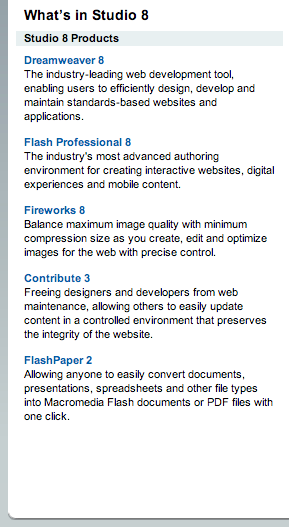 What's in Studio 8
Studio 8 Products
Dreamweaver 8
The industry-leading web development tool,
enabling users to efficiently design, develop and
maintain standards-based websites and
applications.
Flash Professional 8
The industry's most advanced authoring
environment for creating interactive websites, digital
experiences and mobile content.
Fireworks 8
Balance maximum image quality with minimum
compression size as you create, edit and optimize
images for the web with precise control.
Contribute 3
Freeing designers and developers from web
maintenance, allowing others to easily update
content in a controlled environment that preserves
the integrity of the website.
FlashPaper 2
Allowing anyone to easily convert documents,
presentations, spreadsheets and other file types
into Macromedia Flash documents or PDF files with
one click.